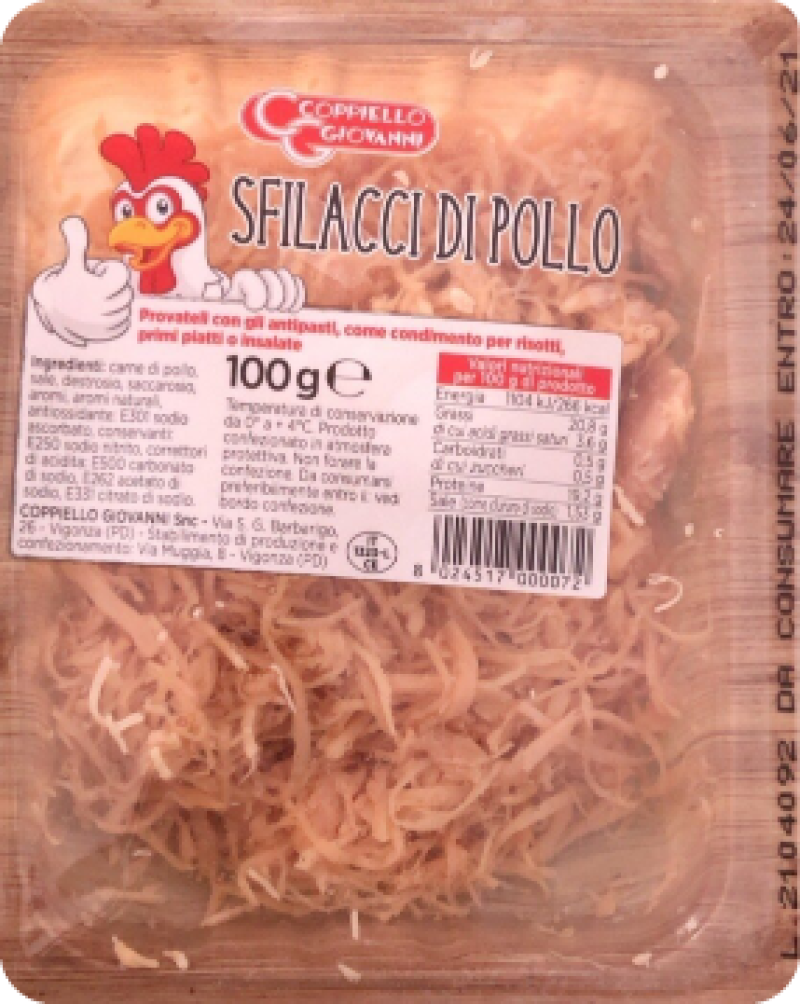 COPPIELLO
GIOVANNI
SFILACCI DI POLLO
Provateli con gli antipasti, come condimento per risotti,
primi piatti o insalate
Ingredienti: carne di pollo,
sale, destrosio, saccarosio,
aromi, aromi naturali,
antiossidante: E301 sodio
ascorbato, conservanti:
E250 sodio nitrito, correttori
di acidità: E500 carbonato
di sodio, E262 acetato di
sodio, E331 citrato di sodio.
100g e
Temperatura di conservazione
da 0° a + 4°C. Prodotto
confezionato in atmosfera
protettiva. Non forare la
confezione. Da consumarsi
preferibilmente entro il: vedi
bordo confezione.
Valori nutrizionali
per 100 g di prodotto
Energia 1104 kJ/266 kcal
Grassi 20,8 g
di cui acidi grassi saturi 3,6 g
Carboidrati 0,5 g
di cui zuccheri 0,5 g
Proteine 19,2 g
Sale (come cloruro di sodio) 1,53 g
COPPIELLO GIOVANNI Snc - Via S. G. Barbarigo,
26 - Vigonza (PD) - Stabilimento di produzione e
confezionamento: Via Muggia, 8 - Vigonza (PD)
IT
CE
8 024517 000072
L.:2104092 DA CONSUMARE ENTRO:24/06/21